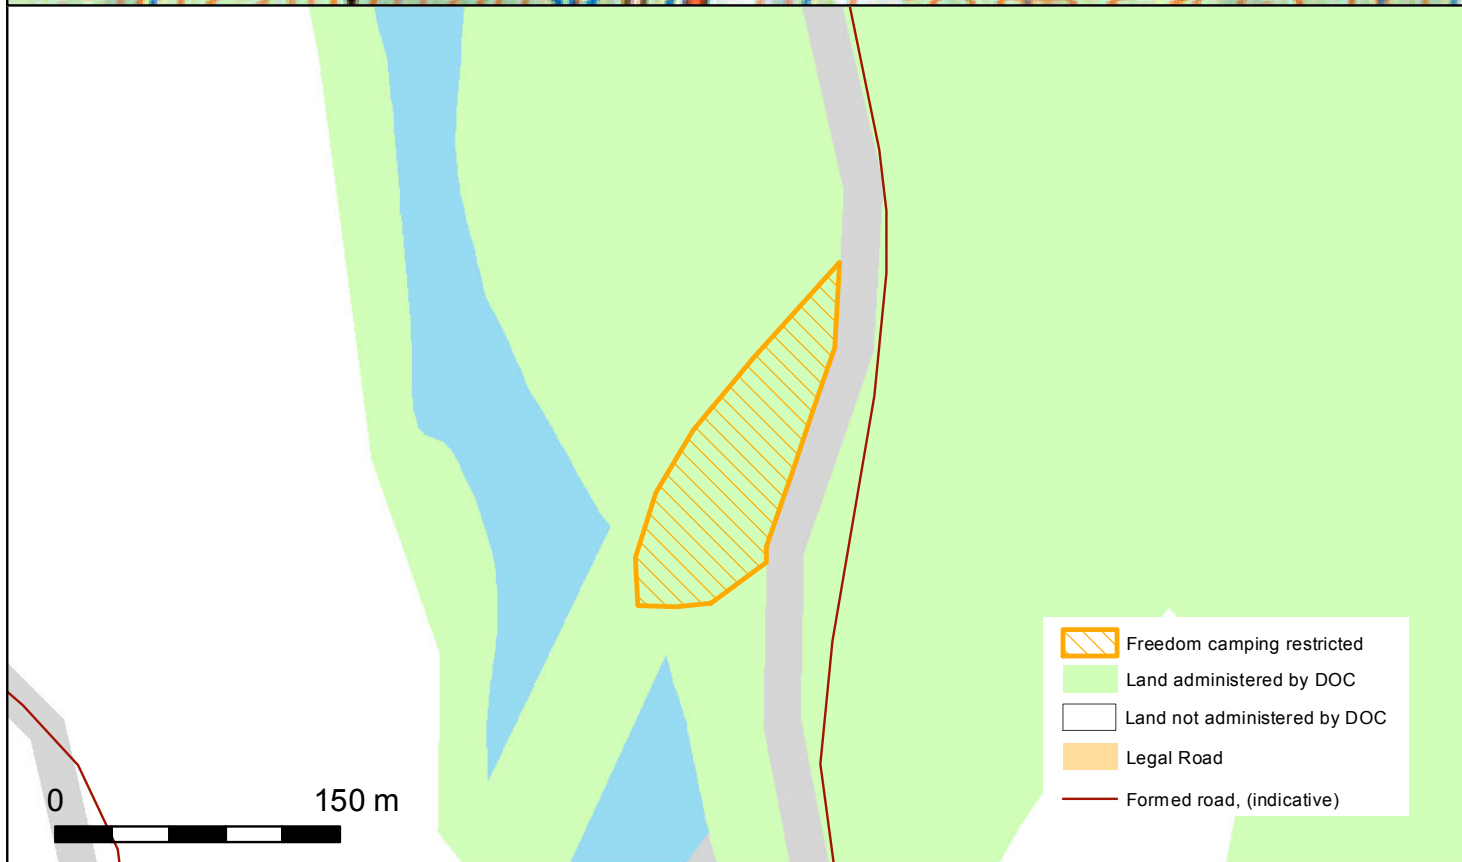 Freedom camping restricted
Land administered by DOC
Land not administered by DOC
Legal Road
Formed road, (indicative)
0 150 m